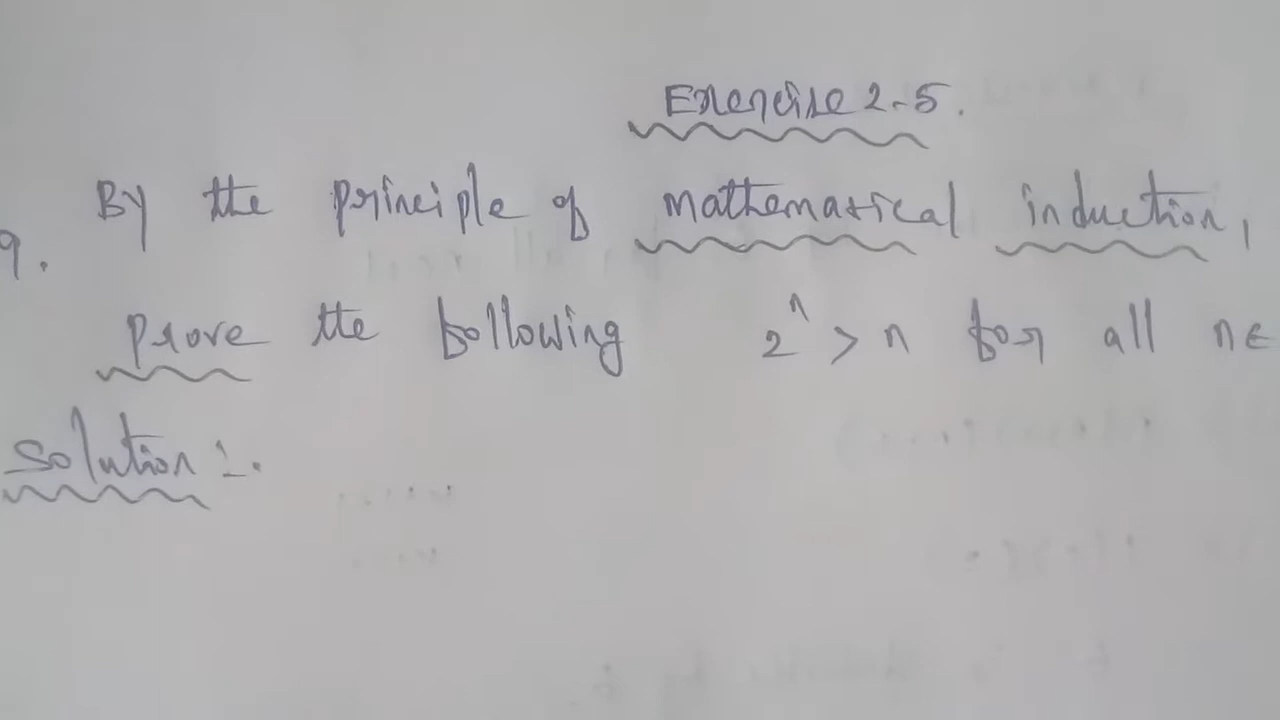 Exercise 2.5.
By the principle of mathematical induction,
9.
Prove the following 2^n > n for all n ∈
Solution :.